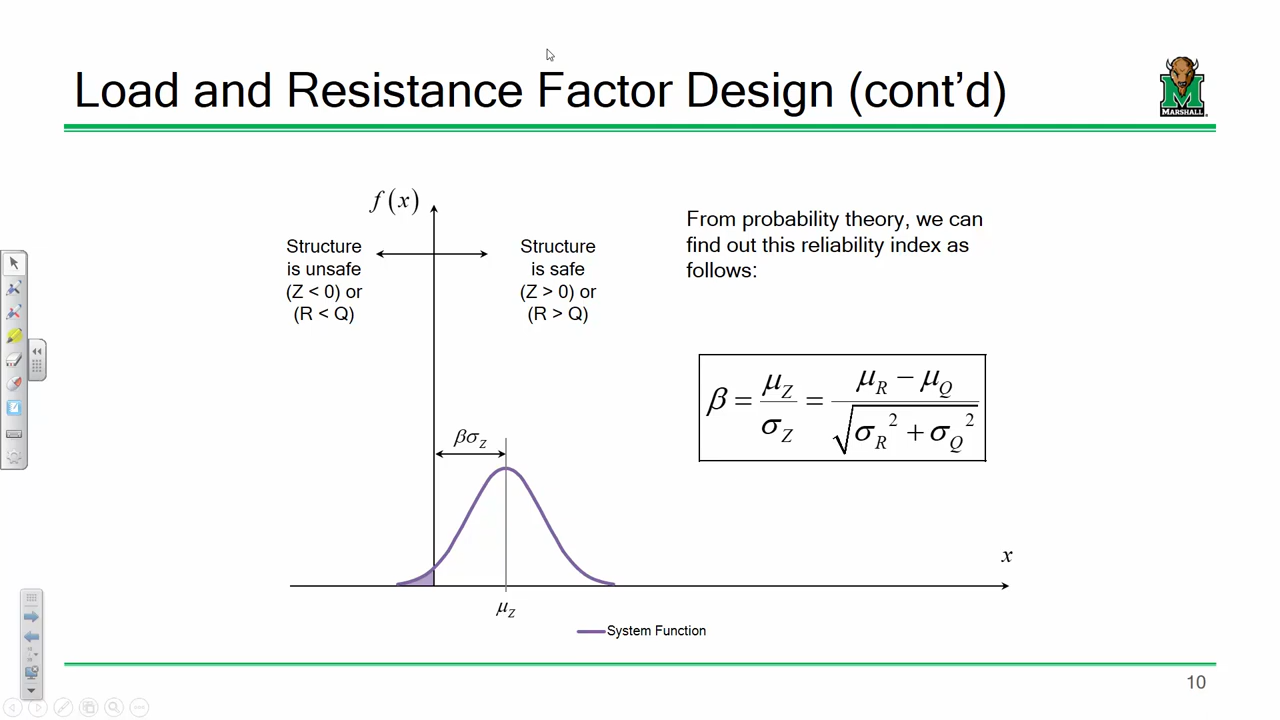 Load and Resistance Factor Design (cont’d)
MARSHALL
f(x)
Structure
is unsafe
(Z < 0) or
(R < Q)
Structure
is safe
(Z > 0) or
(R > Q)
From probability theory, we can
find out this reliability index as
follows:
β = μ_Z / σ_Z = (μ_R − μ_Q) / √(σ_R² + σ_Q²)
βσ_Z
x
μ_Z
System Function
10